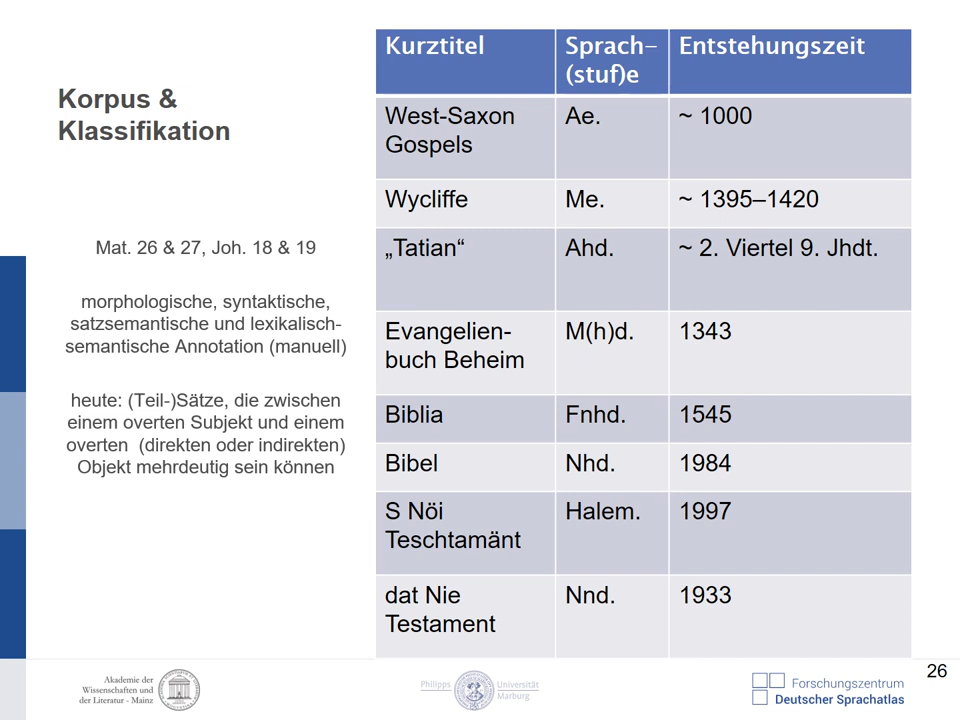 Korpus &
Klassifikation
Mat. 26 & 27, Joh. 18 & 19
morphologische, syntaktische,
satzsemantische und lexikalisch-
semantische Annotation (manuell)
heute: (Teil-)Sätze, die zwischen
einem overten Subjekt und einem
overten (direkten oder indirekten)
Objekt mehrdeutig sein können
Kurztitel Sprach-(stuf)e Entstehungszeit
West-Saxon Gospels Ae. ~ 1000
Wycliffe Me. ~ 1395–1420
„Tatian“ Ahd. ~ 2. Viertel 9. Jhdt.
Evangelien-buch Beheim M(h)d. 1343
Biblia Fnhd. 1545
Bibel Nhd. 1984
S Nöi Teschtamänt Halem. 1997
dat Nie Testament Nnd. 1933
26
Akademie der
Wissenschaften und
der Literatur - Mainz
Philipps Universität
Marburg
Forschungszentrum
Deutscher Sprachatlas